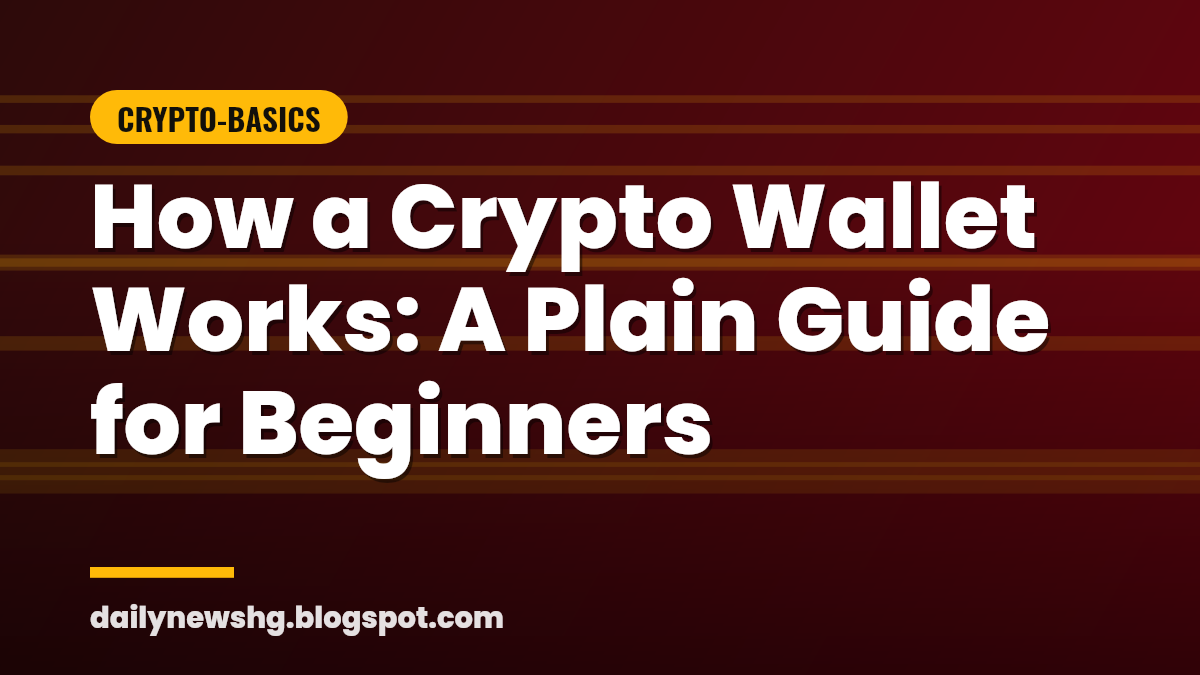 CRYPTO-BASICS
How a Crypto Wallet
Works: A Plain Guide
for Beginners
dailynewshg.blogspot.com